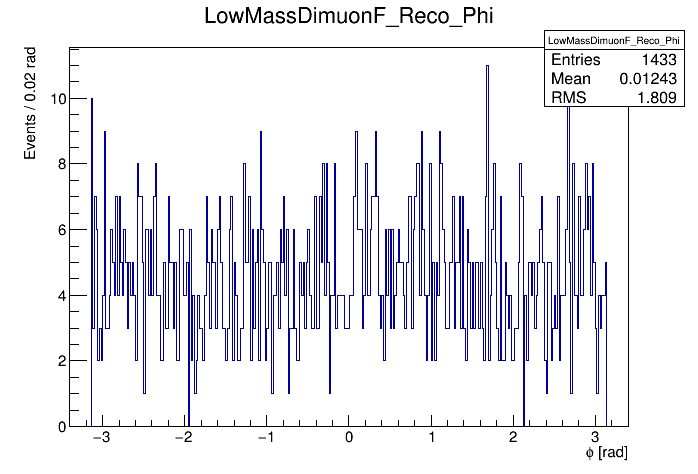 LowMassDimuonF_Reco_Phi
LowMassDimuonF_Reco_Phi
Entries 1433
Mean 0.01243
RMS 1.809
Events / 0.02 rad
10
8
6
4
2
0
−3 −2 −1 0 1 2 3
ϕ [rad]